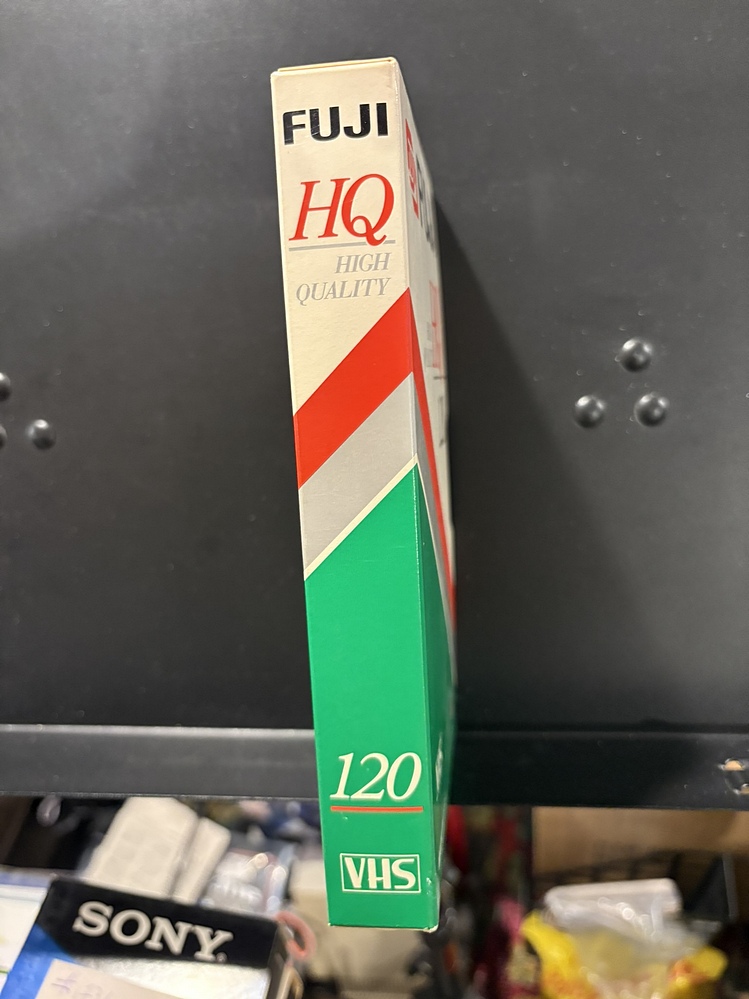 FUJI
HQ
HIGH
QUALITY
120
VHS
SONY